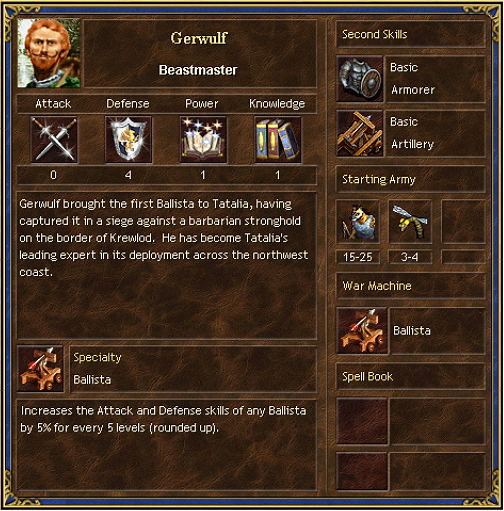 Gerwulf
Beastmaster
Attack Defense Power Knowledge
0 4 1 1
Gerwulf brought the first Ballista to Tatalia, having
captured it in a siege against a barbarian stronghold
on the border of Krewlod. He has become Tatalia's
leading expert in its deployment across the northwest
coast.
Specialty
Ballista
Increases the Attack and Defense skills of any Ballista
by 5% for every 5 levels (rounded up).
Second Skills
Basic
Armorer
Basic
Artillery
Starting Army
15-25 3-4
War Machine
Ballista
Spell Book